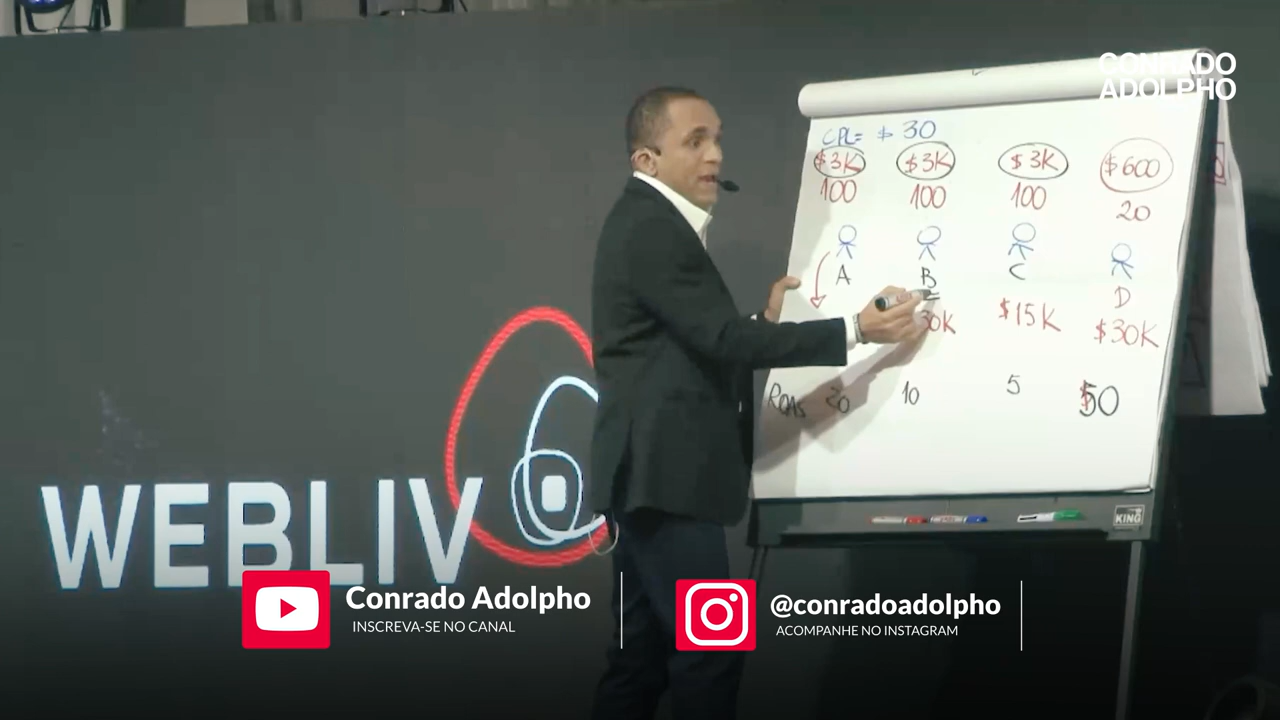 CONRADO
ADOLPHO
CPL= $ 30
$3K $3K $3K $600
100 100 100 20
A B C D
30K $15K $30K
ROAS 20 10 5 50
KING
WEBLIV
Conrado Adolpho
INSCREVA-SE NO CANAL
@conradoadolpho
ACOMPANHE NO INSTAGRAM